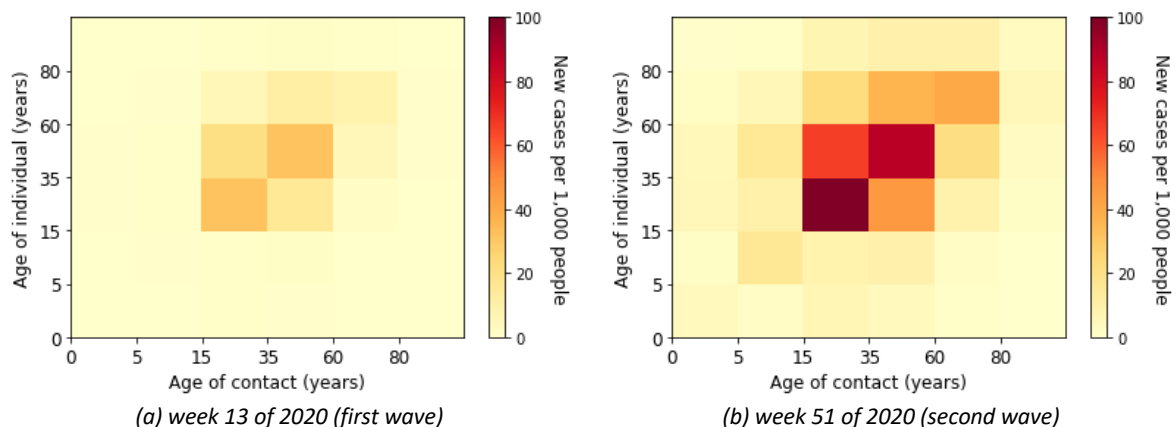 100
80
60
40
20
0
New cases per 1,000 people
80
60
35
15
5
0
Age of individual (years)
0 5 15 35 60 80
Age of contact (years)
(a) week 13 of 2020 (first wave)
100
80
60
40
20
0
New cases per 1,000 people
80
60
35
15
5
0
Age of individual (years)
0 5 15 35 60 80
Age of contact (years)
(b) week 51 of 2020 (second wave)